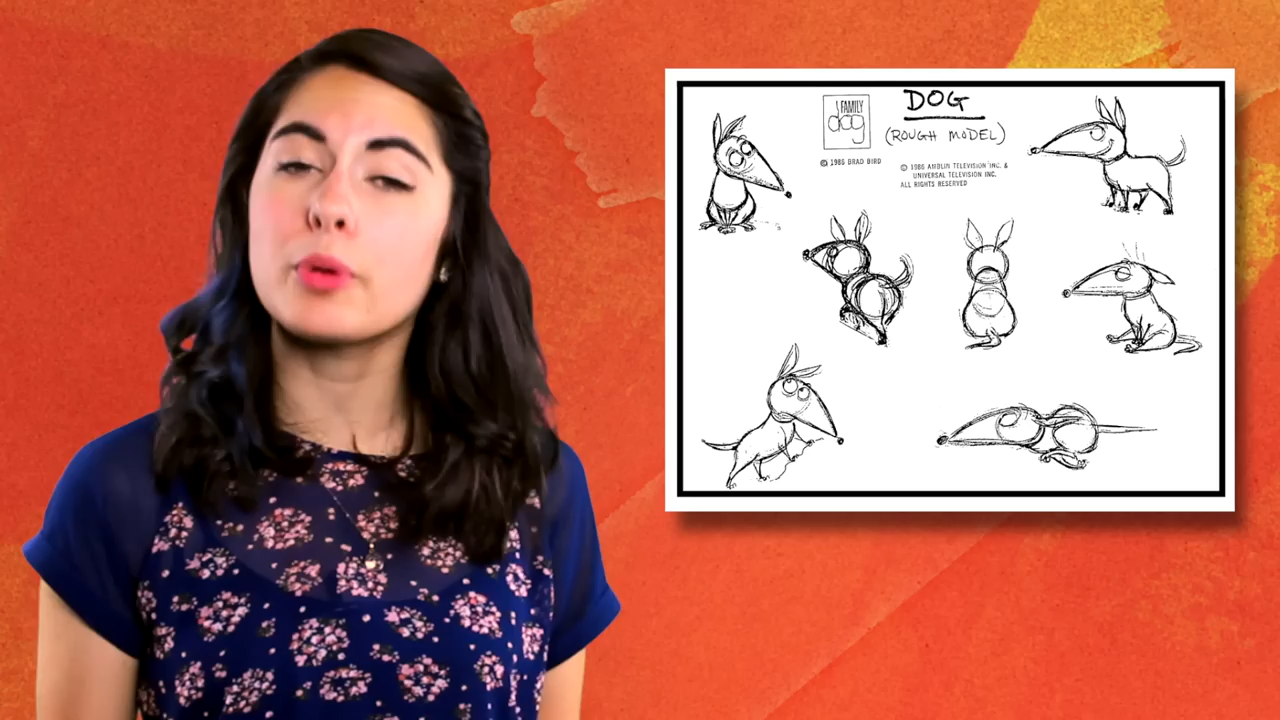 FAMILY
dog
DOG
(ROUGH MODEL)
© 1986 BRAD BIRD
© 1986 AMBLIN TELEVISION INC. &
UNIVERSAL TELEVISION INC.
ALL RIGHTS RESERVED